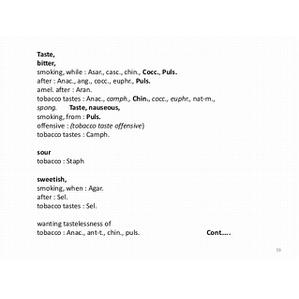 Taste,
bitter,
smoking, while : Asar., casc., chin., Cocc., Puls.
after : Anac., ang., cocc., euphr., Puls.
amel. after : Aran.
tobacco tastes : Anac., camph., Chin., cocc., euphr., nat-m.,
spong. Taste, nauseous,
smoking, from : Puls.
offensive : (tobacco taste offensive)
tobacco tastes : Camph.
sour
tobacco : Staph
sweetish,
smoking, when : Agar.
after : Sel.
tobacco tastes : Sel.
wanting tastelessness of
tobacco : Anac., ant-t., chin., puls. Cont....